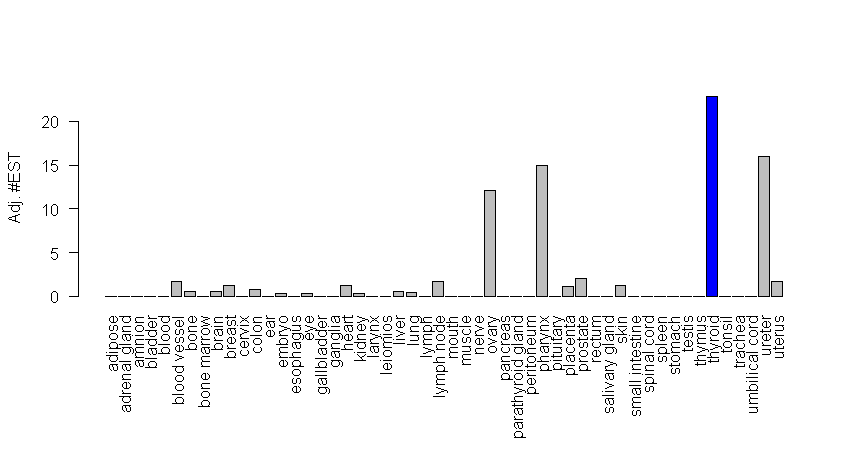 Adj. #EST
20
15
10
5
0
adipose
adrenal gland
amnion
bladder
blood
blood vessel
bone
bone marrow
brain
breast
cervix
colon
ear
embryo
esophagus
eye
gallbladder
ganglia
heart
kidney
larynx
leiomios
liver
lung
lymph
lymph node
mouth
muscle
nerve
ovary
pancreas
parathyroid gland
peritoneum
pharynx
pituitary
placenta
prostate
rectum
salivary gland
skin
small intestine
spinal cord
spleen
stomach
testis
thymus
thyroid
tonsil
trachea
umbilical cord
ureter
uterus